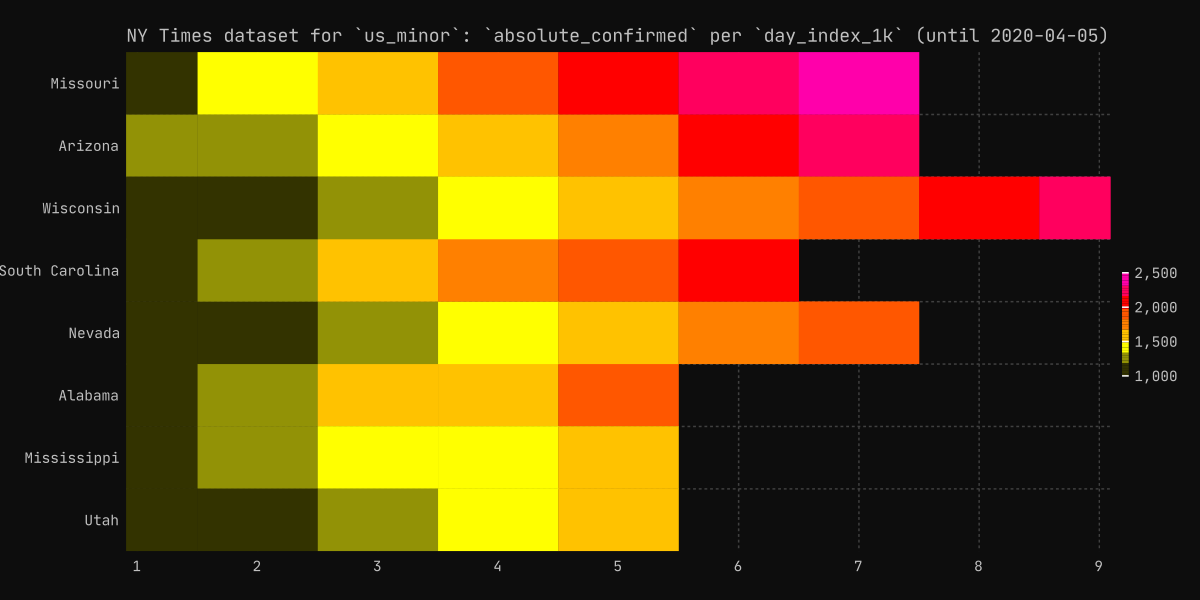 NY Times dataset for `us_minor`: `absolute_confirmed` per `day_index_1k` (until 2020-04-05)
Missouri
Arizona
Wisconsin
South Carolina
Nevada
Alabama
Mississippi
Utah
1 2 3 4 5 6 7 8 9
2,500
2,000
1,500
1,000